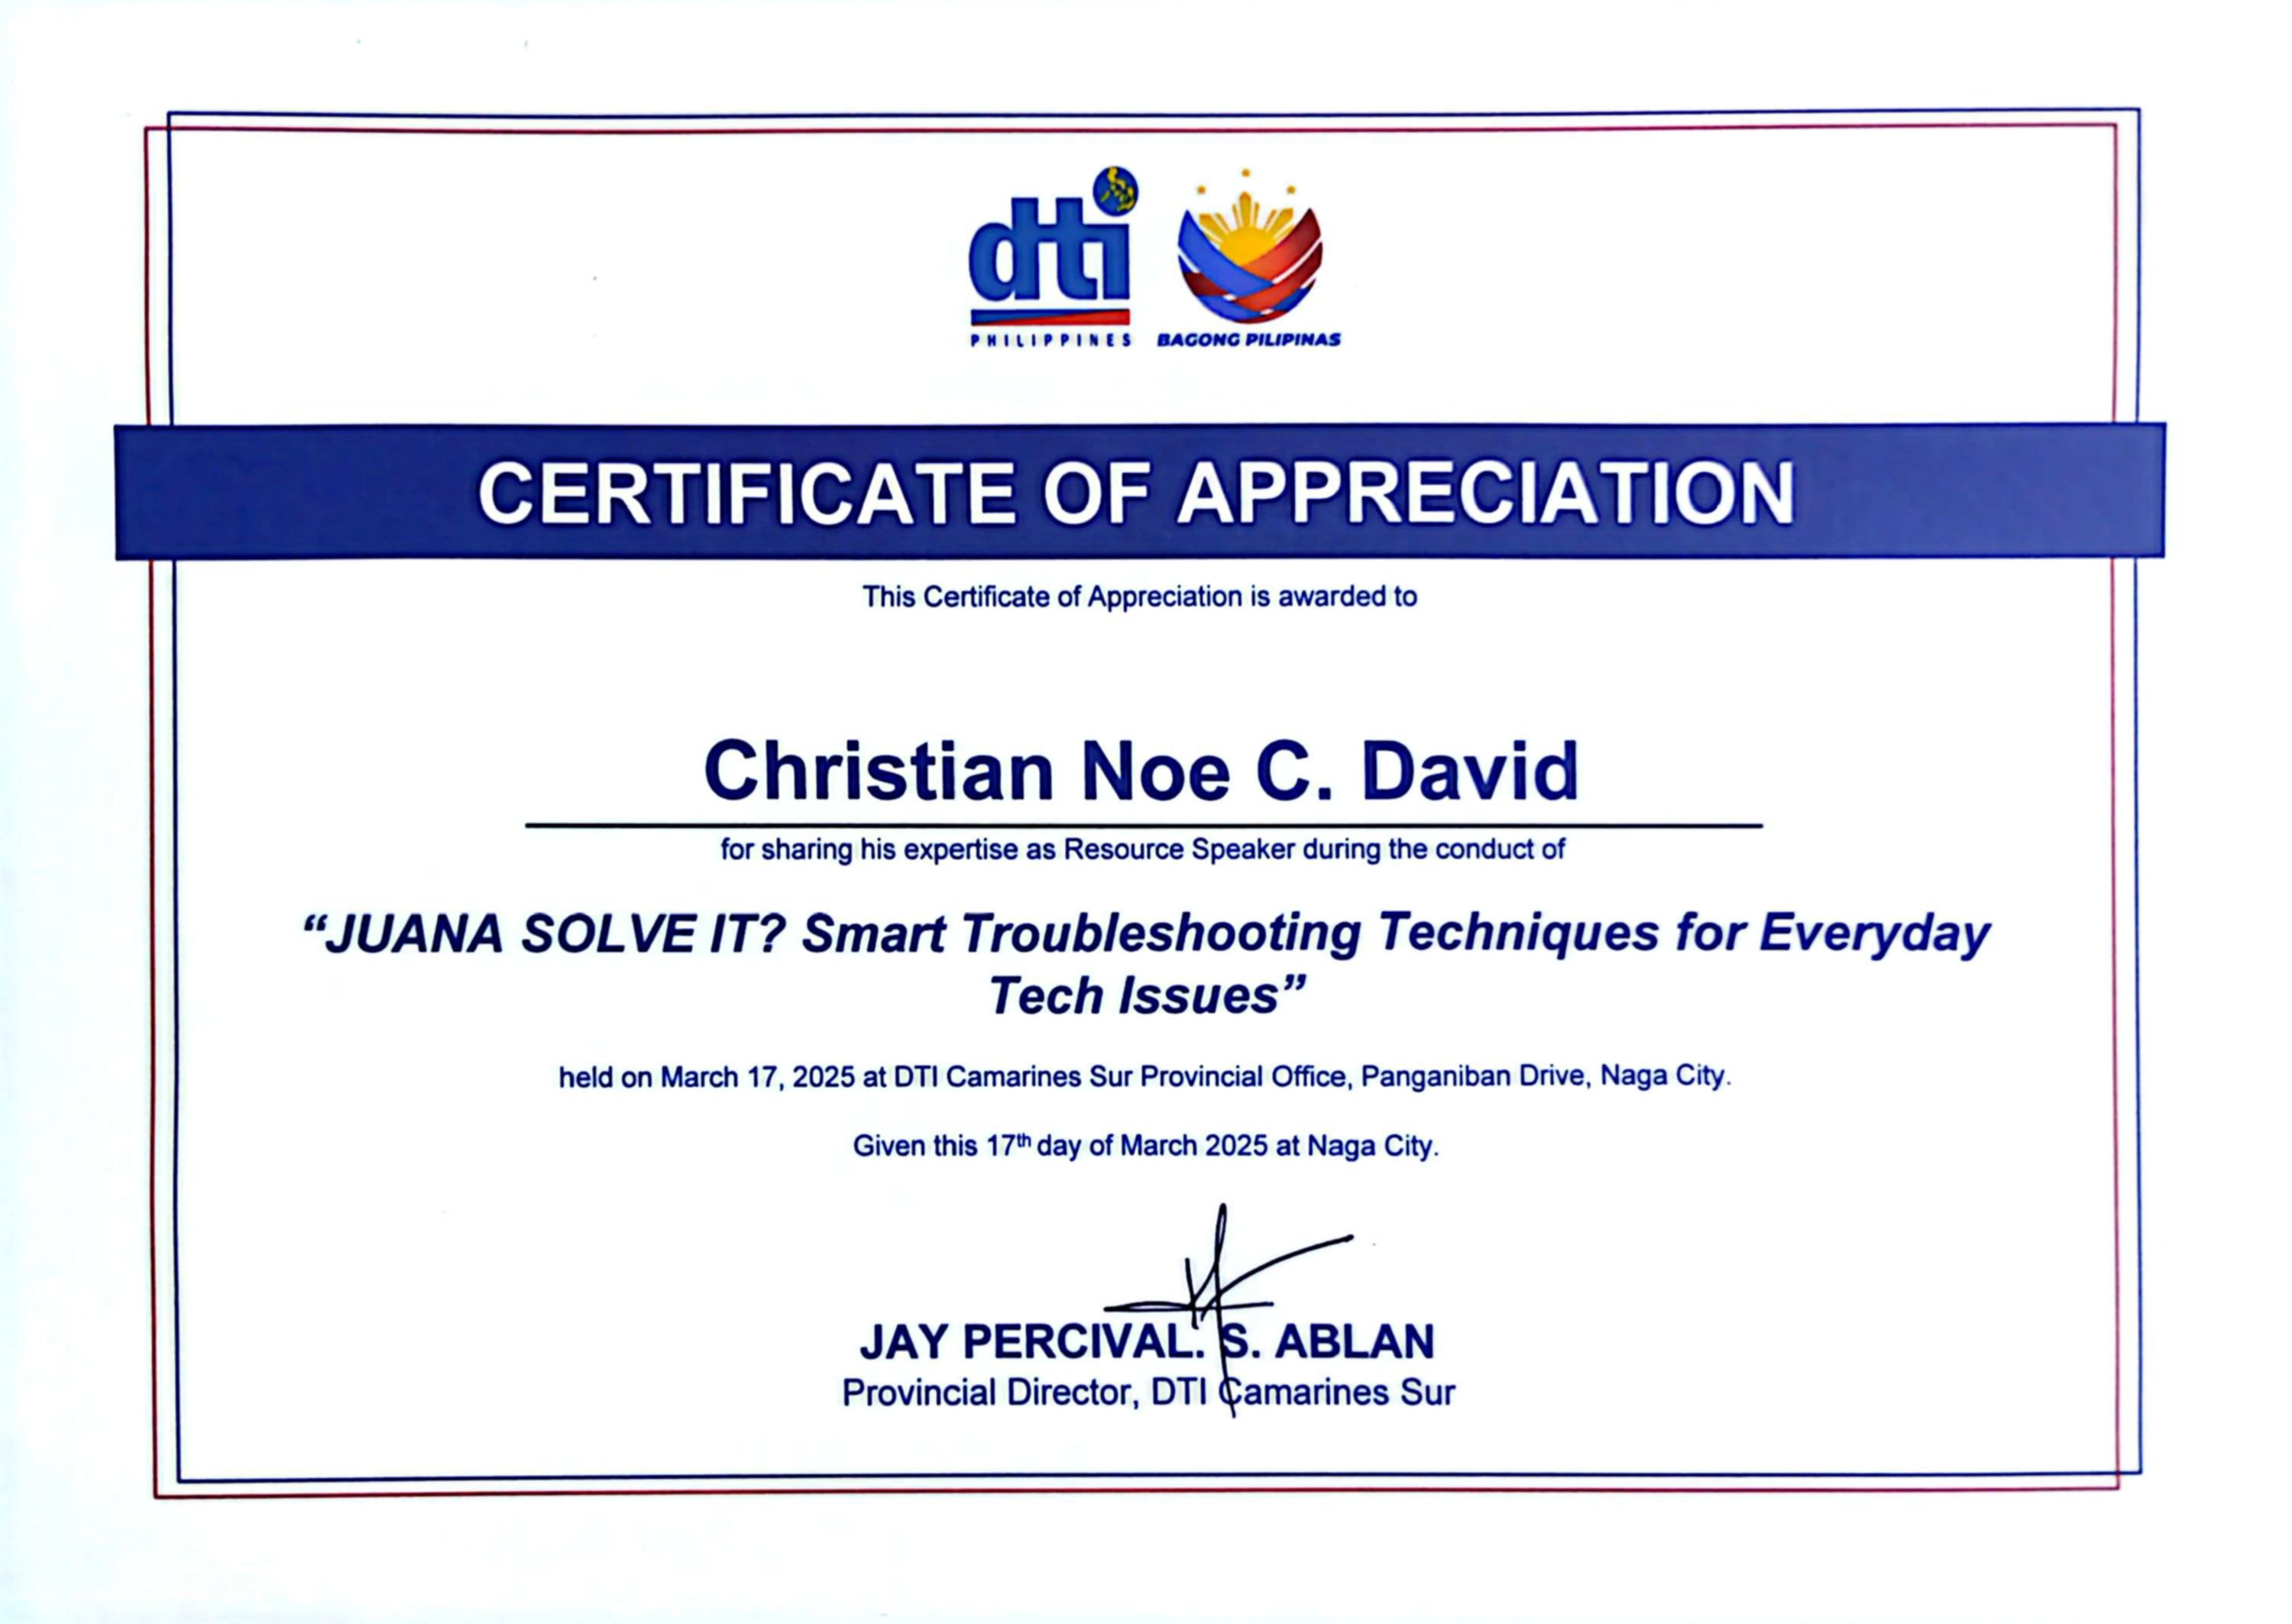 dti
PHILIPPINES
BAGONG PILIPINAS
CERTIFICATE OF APPRECIATION
This Certificate of Appreciation is awarded to
Christian Noe C. David
for sharing his expertise as Resource Speaker during the conduct of
“JUANA SOLVE IT? Smart Troubleshooting Techniques for Everyday
Tech Issues”
held on March 17, 2025 at DTI Camarines Sur Provincial Office, Panganiban Drive, Naga City.
Given this 17th day of March 2025 at Naga City.
JAY PERCIVAL. S. ABLAN
Provincial Director, DTI Camarines Sur